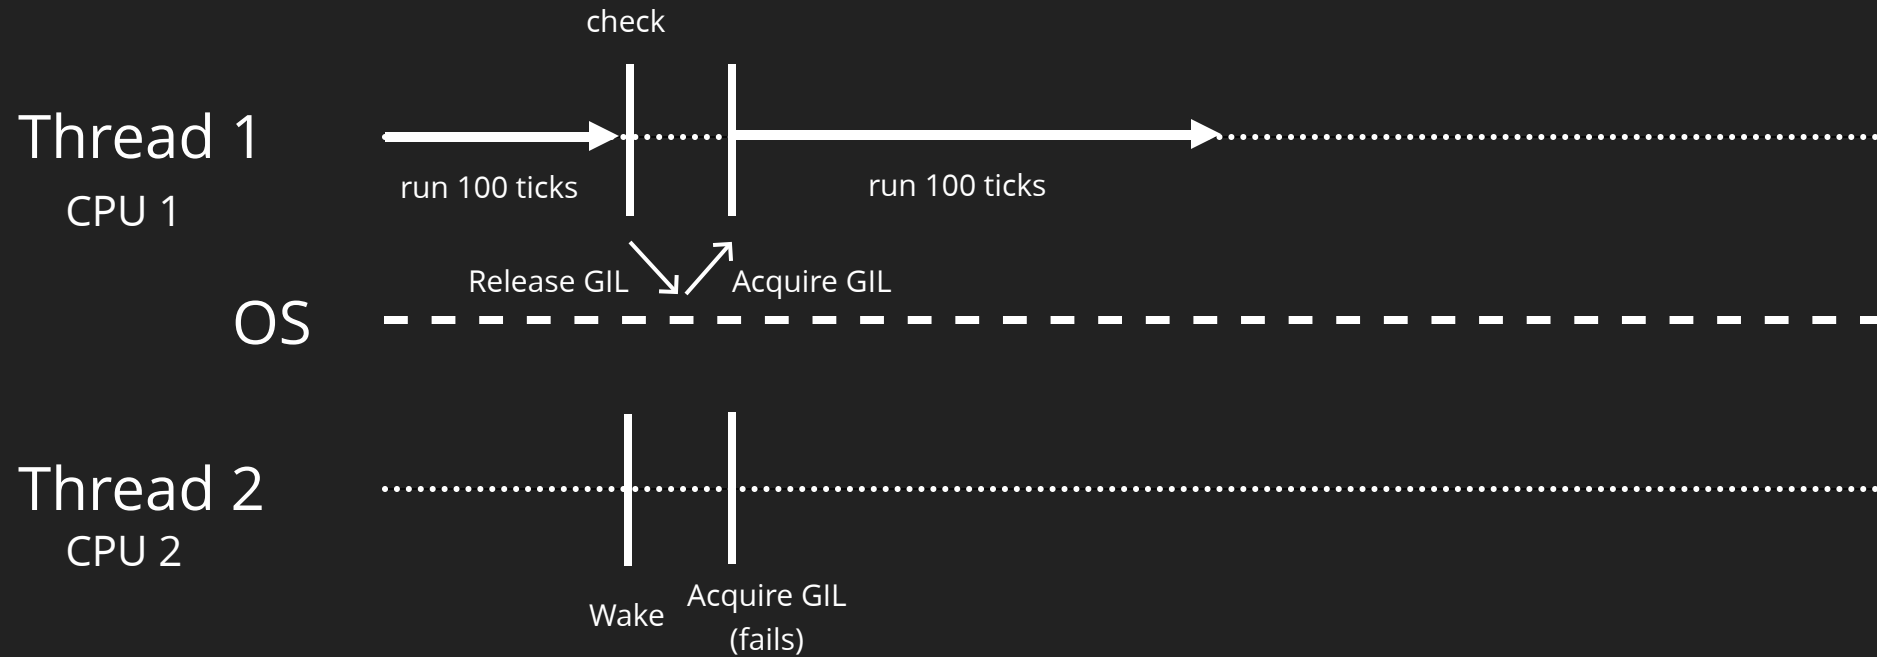 check
Thread 1
run 100 ticks
run 100 ticks
CPU 1
Release GIL
Acquire GIL
OS
Thread 2
CPU 2
Wake
Acquire GIL
(fails)